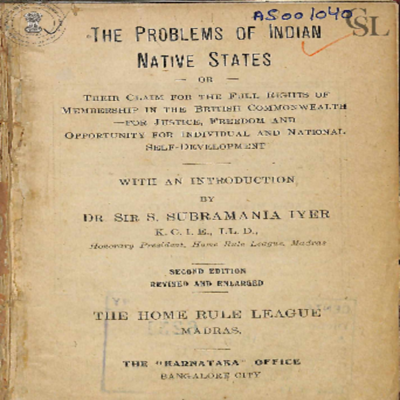 AS001040
SL
THE PROBLEMS OF INDIAN
NATIVE STATES
— OR —
THEIR CLAIM FOR THE FULL RIGHTS OF
MEMBERSHIP IN THE BRITISH COMMONWEALTH
—FOR JUSTICE, FREEDOM AND
OPPORTUNITY FOR INDIVIDUAL AND NATIONAL
SELF-DEVELOPMENT
WITH AN INTRODUCTION
BY
DR SIR S. SUBRAMANIA IYER
K. C. I. E., LL. D.,
Honorary President, Home Rule League, Madras
SECOND EDITION
REVISED AND ENLARGED
THE HOME RULE LEAGUE
MADRAS.
THE "KARNATAKA" OFFICE
BANGALORE CITY